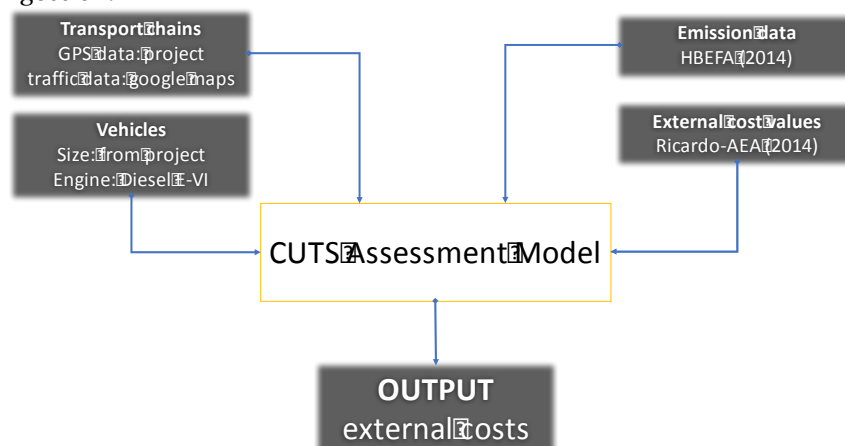 Transport chains
GPS data: project
traffic data: google maps
Vehicles
Size: from project
Engine: Diesel E-VI
Emission data
HBEFA (2014)
External cost values
Ricardo-AEA (2014)
CUTS Assessment Model
OUTPUT
external costs